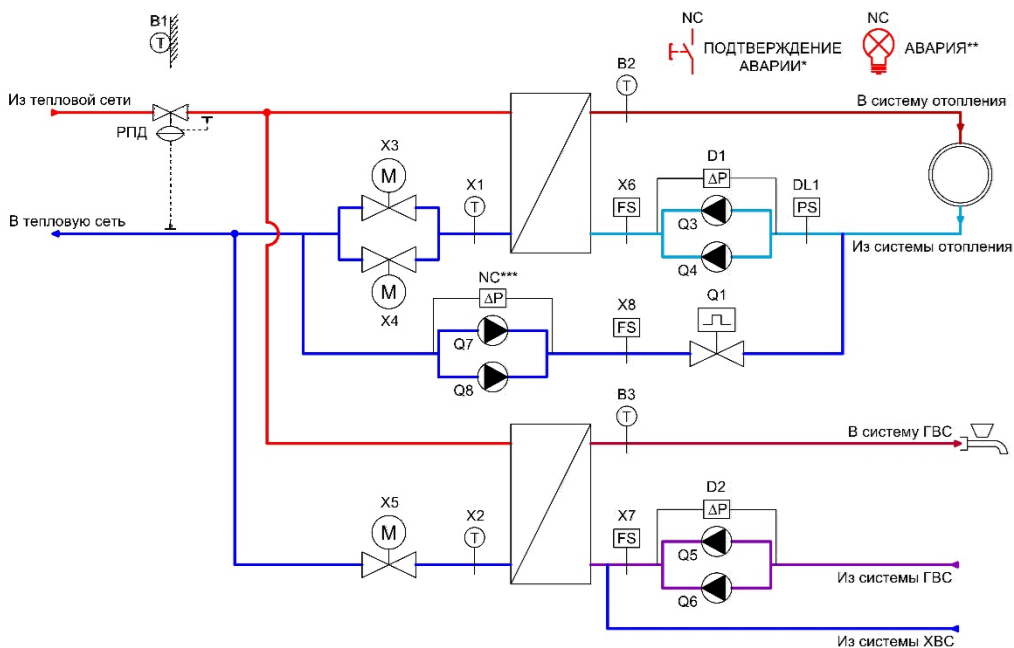 B1
T
NC
ПОДТВЕРЖДЕНИЕ
АВАРИИ*
NC
АВАРИЯ**
B2
T
Из тепловой сети
В систему отопления
РПД
X3
M
X1
T
X6
FS
D1
ΔP
Q3
Q4
DL1
PS
В тепловую сеть
Из системы отопления
M
X4
NC***
ΔP
Q7
Q8
X8
FS
Q1
B3
T
В систему ГВС
X5
M
X2
T
X7
FS
D2
ΔP
Q5
Q6
Из системы ГВС
Из системы ХВС